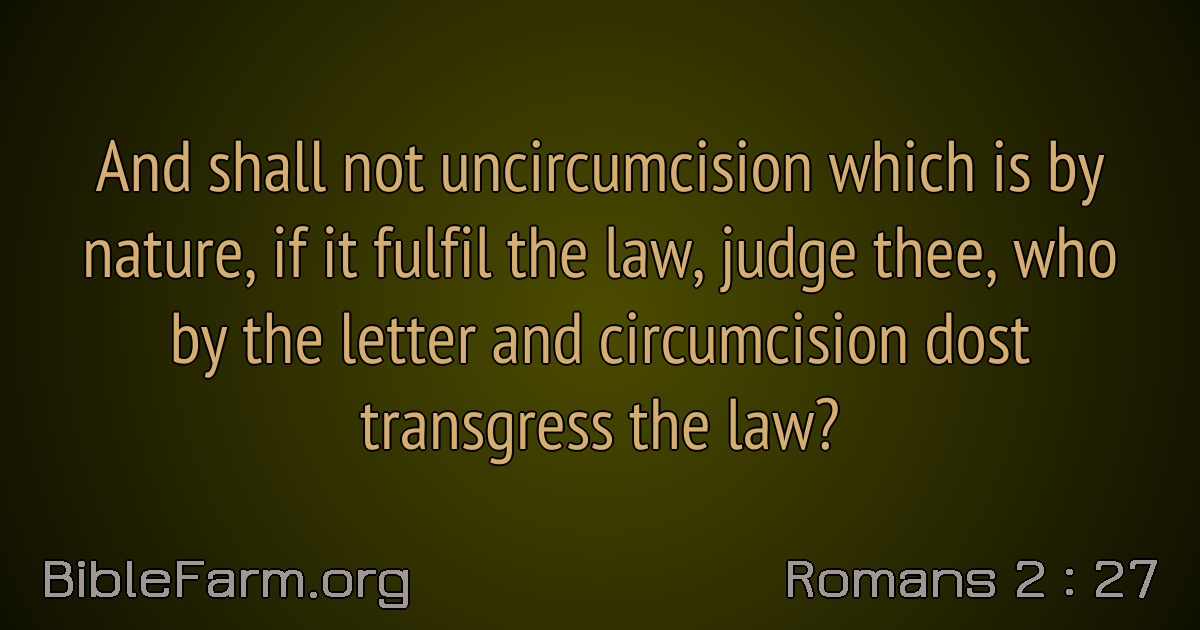 And shall not uncircumcision which is by
nature, if it fulfil the law, judge thee, who
by the letter and circumcision dost
transgress the law?
BibleFarm.org
Romans 2 : 27